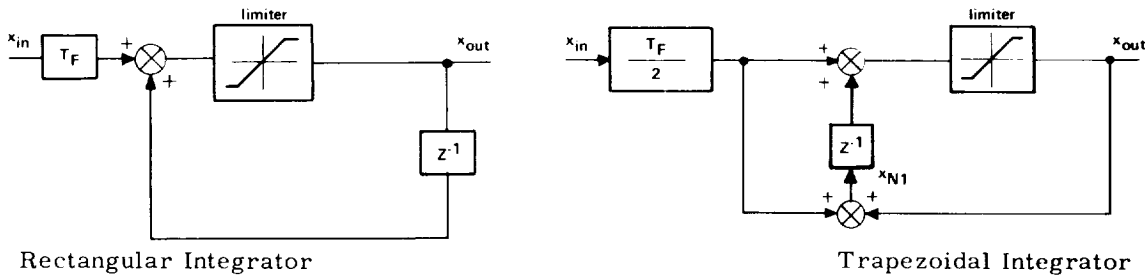 limiter
x_in
T_F
+
+
x_out
Z⁻¹
Rectangular Integrator
limiter
x_in
T_F
2
+
+
x_out
Z⁻¹
x_N1
+
+
Trapezoidal Integrator